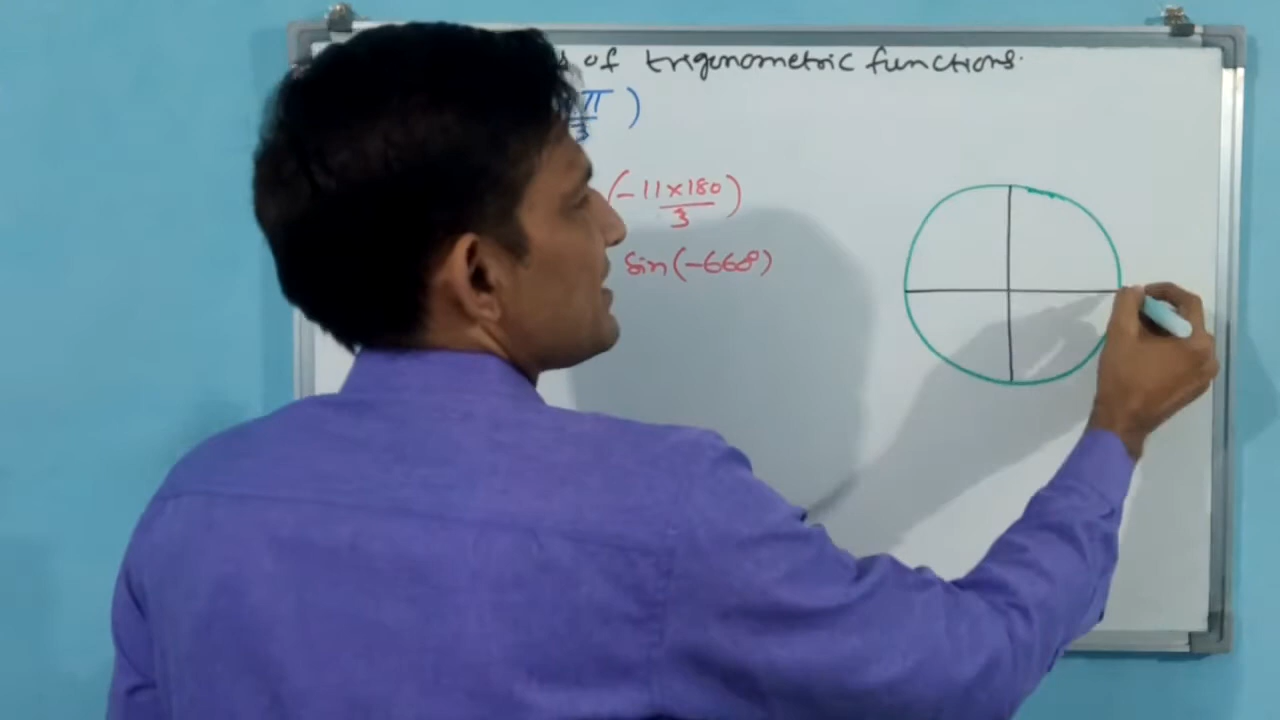 of trigonometric functions.
π/3 )
(-11×180/3)
Sin(-660°)